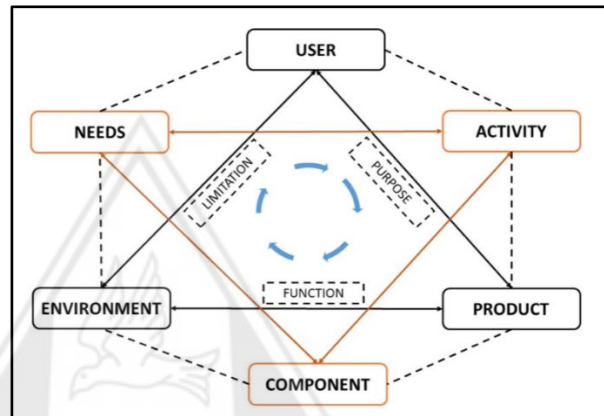 USER
NEEDS
ACTIVITY
LIMITATION
PURPOSE
FUNCTION
ENVIRONMENT
PRODUCT
COMPONENT